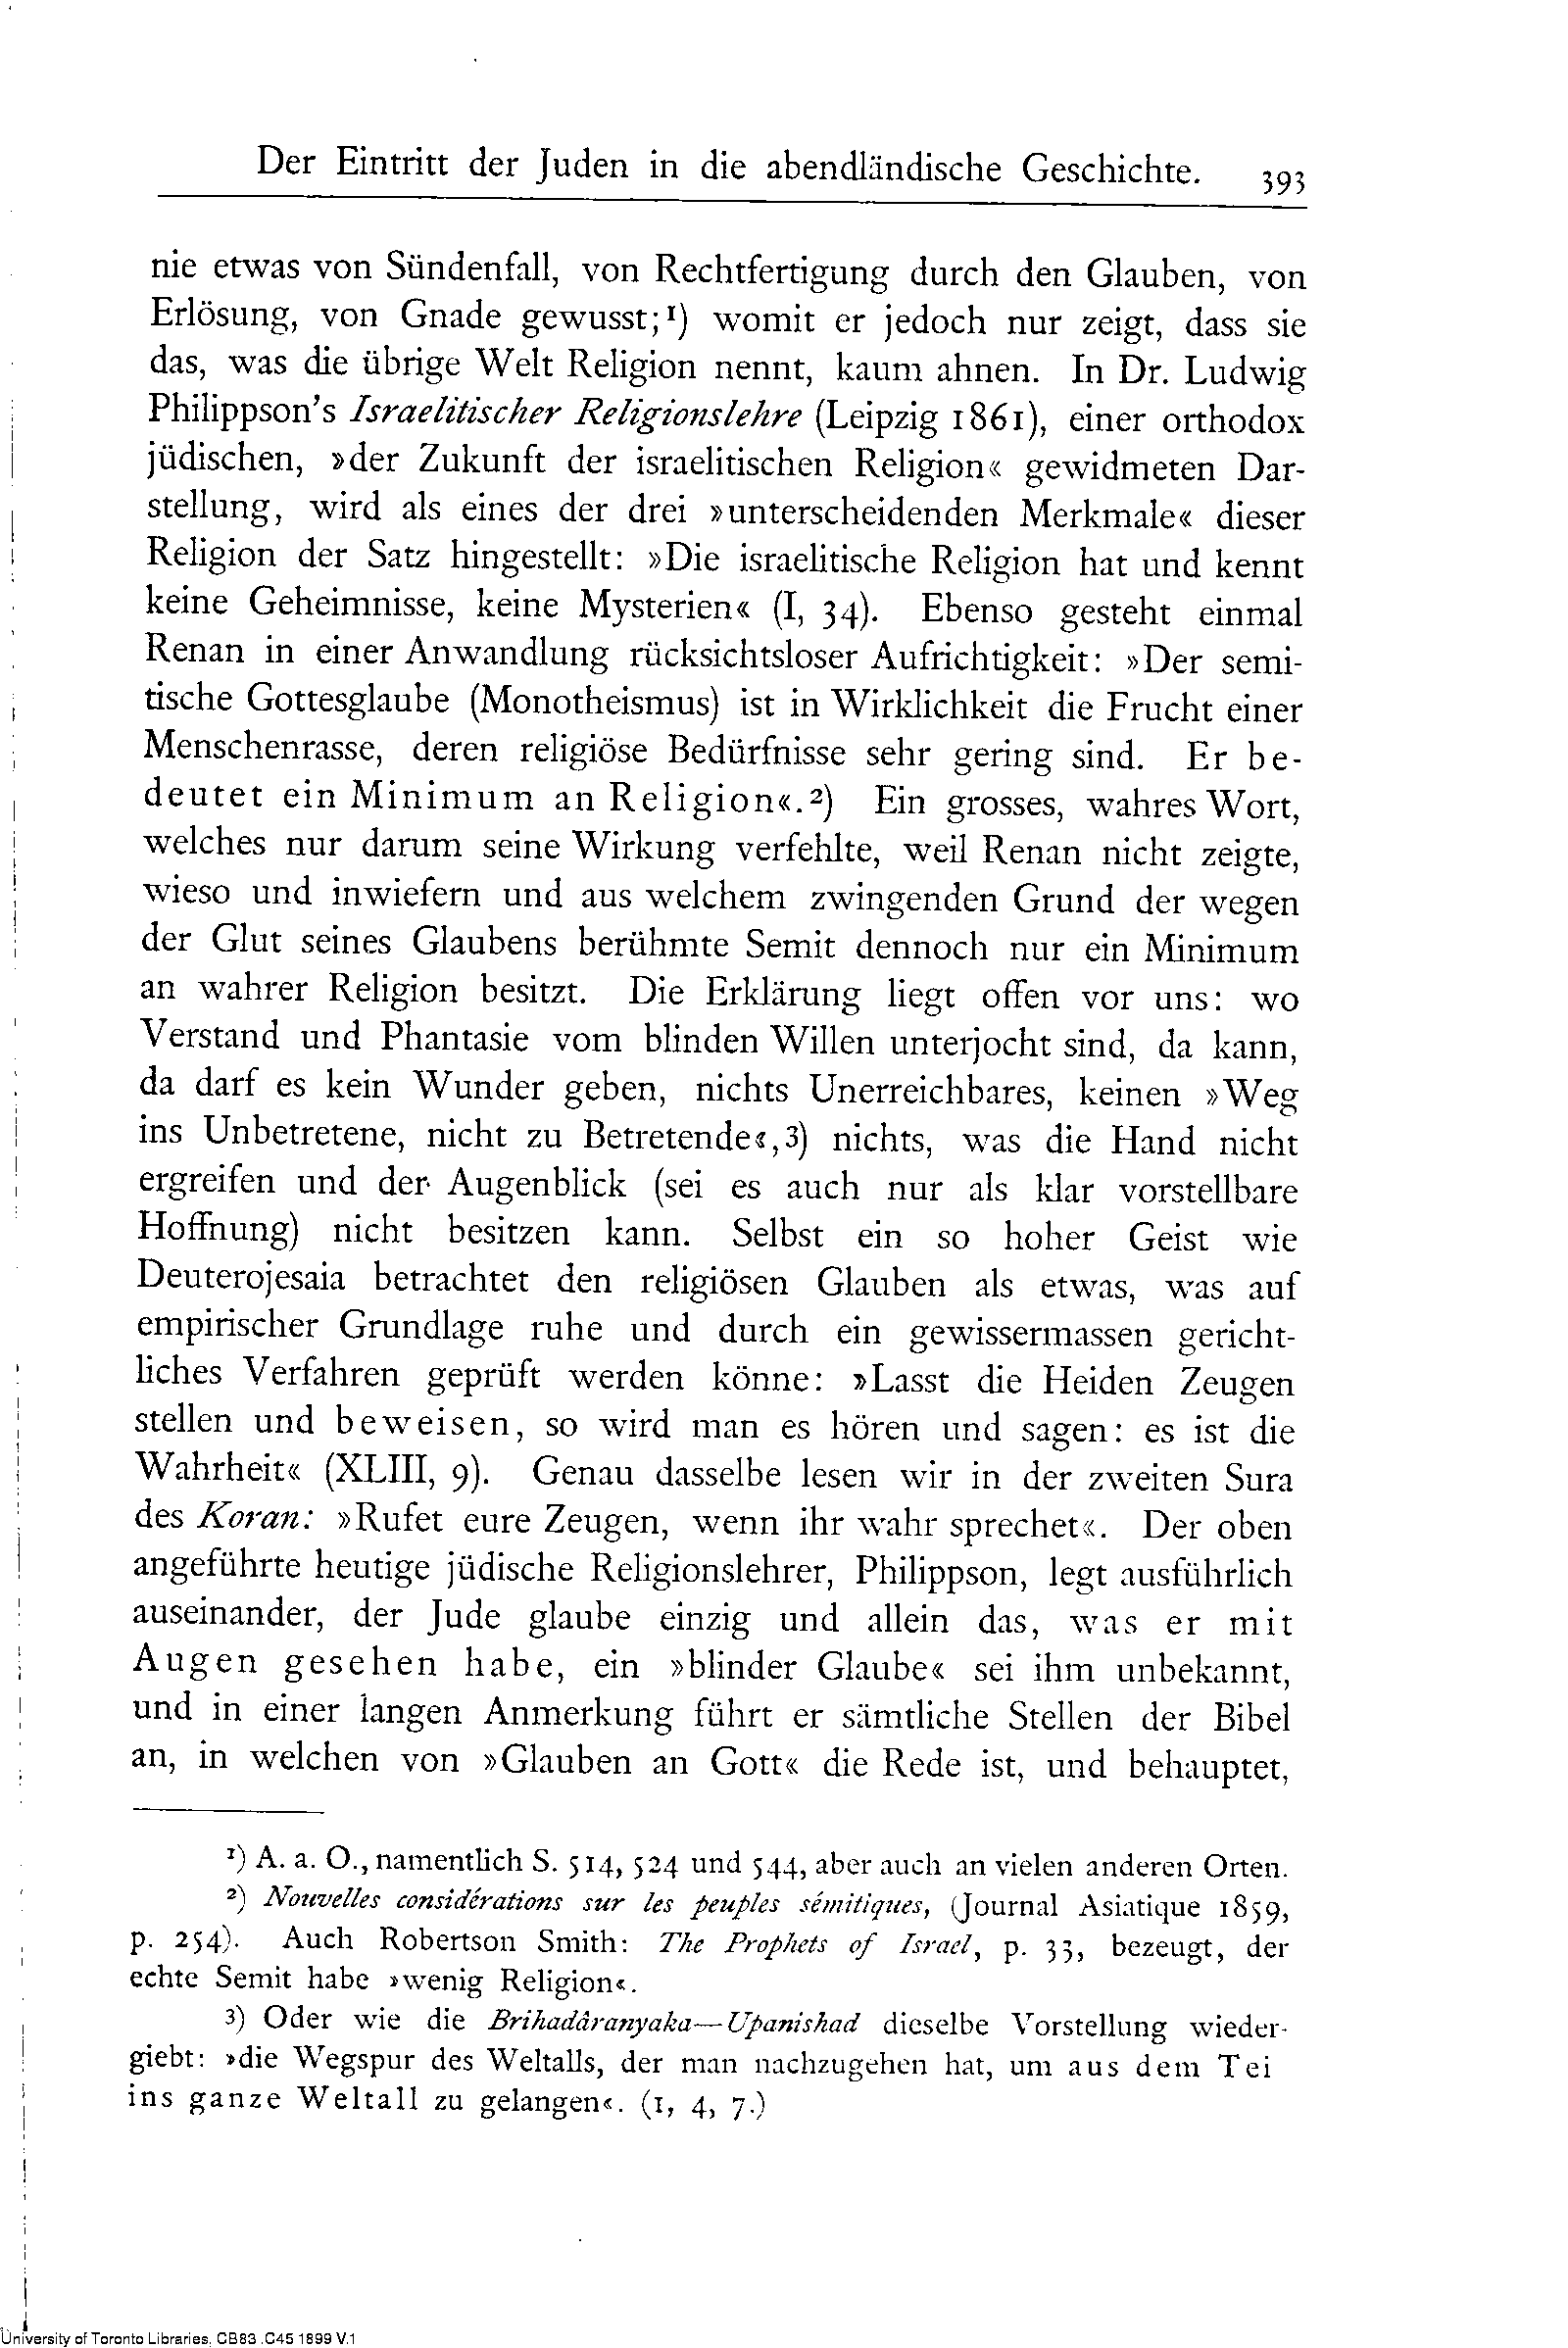 Der Eintritt der Juden in die abendländische Geschichte. 393
nie etwas von Sündenfall, von Rechtfertigung durch den Glauben, von
Erlösung, von Gnade gewusst;¹) womit er jedoch nur zeigt, dass sie
das, was die übrige Welt Religion nennt, kaum ahnen. In Dr. Ludwig
Philippson's Israelitischer Religionslehre (Leipzig 1861), einer orthodox
jüdischen, »der Zukunft der israelitischen Religion« gewidmeten Dar-
stellung, wird als eines der drei »unterscheidenden Merkmale« dieser
Religion der Satz hingestellt: »Die israelitische Religion hat und kennt
keine Geheimnisse, keine Mysterien« (I, 34). Ebenso gesteht einmal
Renan in einer Anwandlung rücksichtsloser Aufrichtigkeit: »Der semi-
tische Gottesglaube (Monotheismus) ist in Wirklichkeit die Frucht einer
Menschenrasse, deren religiöse Bedürfnisse sehr gering sind. Er be-
deutet ein Minimum an Religion«.²) Ein grosses, wahres Wort,
welches nur darum seine Wirkung verfehlte, weil Renan nicht zeigte,
wieso und inwiefern und aus welchem zwingenden Grund der wegen
der Glut seines Glaubens berühmte Semit dennoch nur ein Minimum
an wahrer Religion besitzt. Die Erklärung liegt offen vor uns: wo
Verstand und Phantasie vom blinden Willen unterjocht sind, da kann,
da darf es kein Wunder geben, nichts Unerreichbares, keinen »Weg
ins Unbetretene, nicht zu Betretende«,3) nichts, was die Hand nicht
ergreifen und der Augenblick (sei es auch nur als klar vorstellbare
Hoffnung) nicht besitzen kann. Selbst ein so hoher Geist wie
Deuterojesaia betrachtet den religiösen Glauben als etwas, was auf
empirischer Grundlage ruhe und durch ein gewissermassen gericht-
liches Verfahren geprüft werden könne: »Lasst die Heiden Zeugen
stellen und beweisen, so wird man es hören und sagen: es ist die
Wahrheit« (XLIII, 9). Genau dasselbe lesen wir in der zweiten Sura
des Koran: »Rufet eure Zeugen, wenn ihr wahr sprechet«. Der oben
angeführte heutige jüdische Religionslehrer, Philippson, legt ausführlich
auseinander, der Jude glaube einzig und allein das, was er mit
Augen gesehen habe, ein »blinder Glaube« sei ihm unbekannt,
und in einer langen Anmerkung führt er sämtliche Stellen der Bibel
an, in welchen von »Glauben an Gott« die Rede ist, und behauptet,
¹) A. a. O., namentlich S. 514, 524 und 544, aber auch an vielen anderen Orten.
²) Nouvelles considérations sur les peuples sémitiques, (Journal Asiatique 1859,
p. 254). Auch Robertson Smith: The Prophets of Israel, p. 33, bezeugt, der
echte Semit habe »wenig Religion«.
3) Oder wie die Brihadâranyaka—Upanishad dieselbe Vorstellung wieder-
giebt: »die Wegspur des Weltalls, der man nachzugehen hat, um aus dem Tei
ins ganze Weltall zu gelangen«. (1, 4, 7.)
University of Toronto Libraries, CB83 .C45 1899 V.1